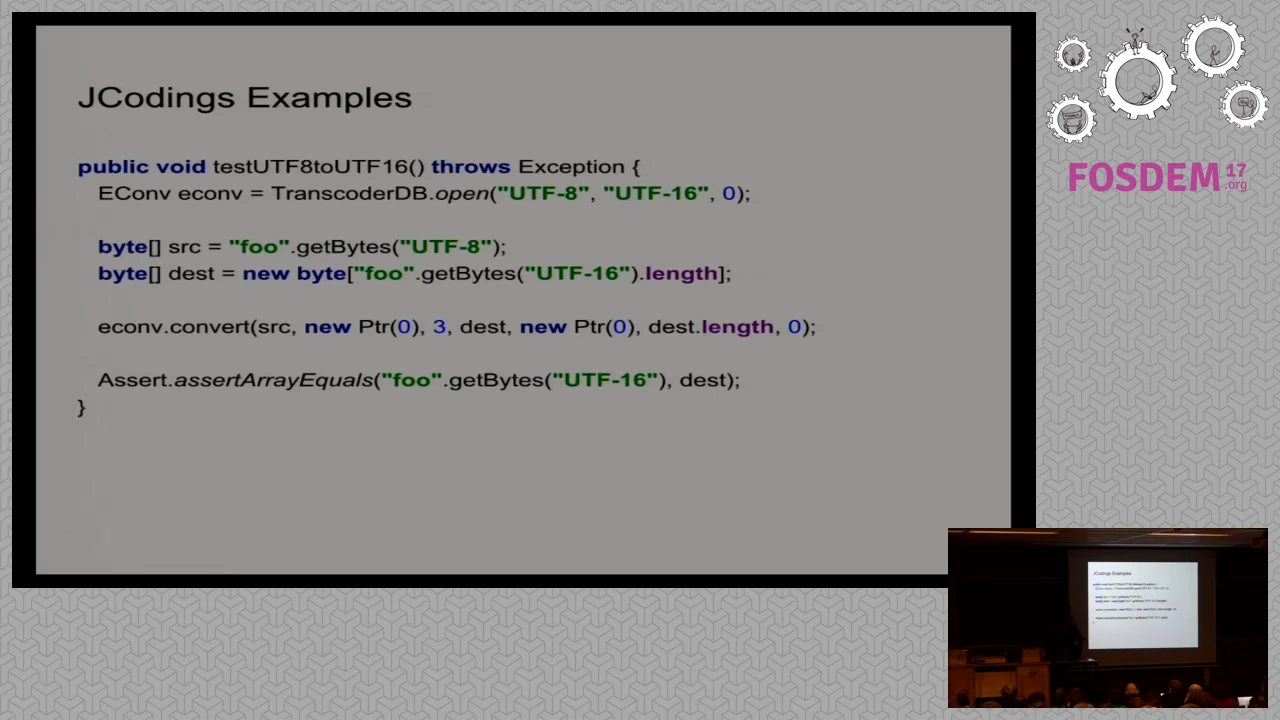 JCodings Examples
public void testUTF8toUTF16() throws Exception {
EConv econv = TranscoderDB.open("UTF-8", "UTF-16", 0);
byte[] src = "foo".getBytes("UTF-8");
byte[] dest = new byte["foo".getBytes("UTF-16").length];
econv.convert(src, new Ptr(0), 3, dest, new Ptr(0), dest.length, 0);
Assert.assertArrayEquals("foo".getBytes("UTF-16"), dest);
}
FOSDEM 17
.org
JCodings Examples